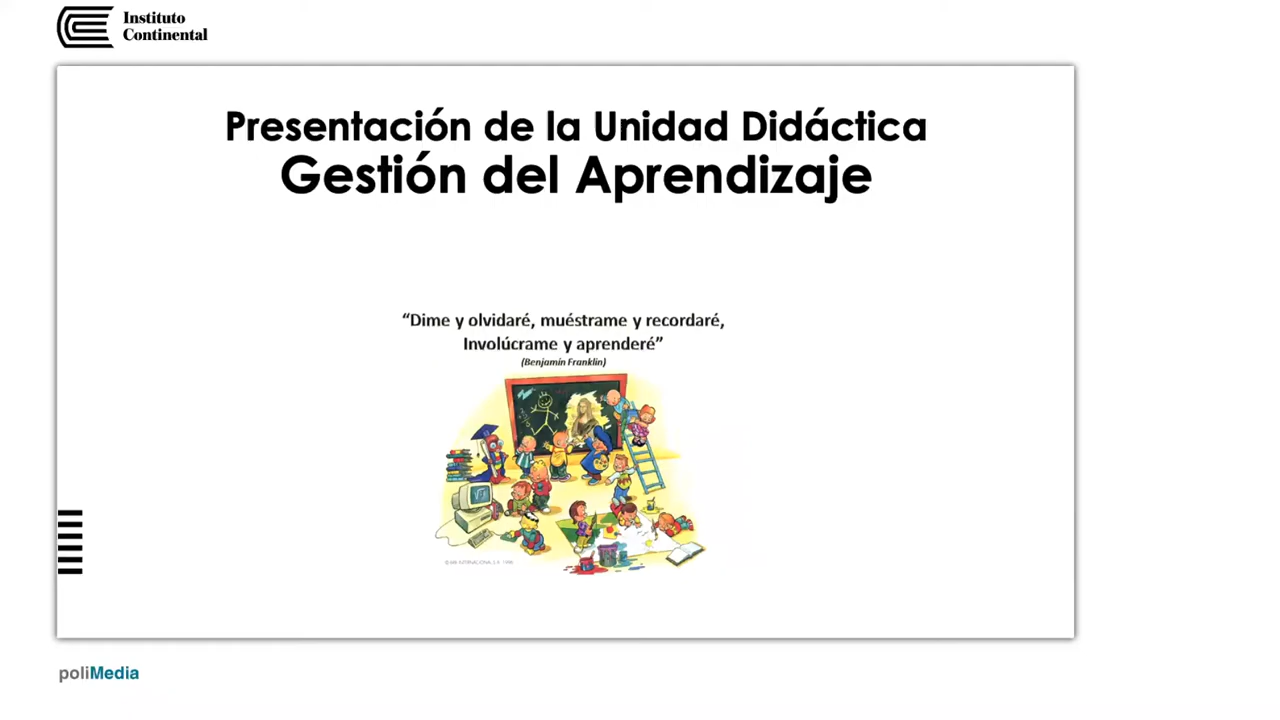 Instituto
Continental
Presentación de la Unidad Didáctica
Gestión del Aprendizaje
“Dime y olvidaré, muéstrame y recordaré,
Involúcrame y aprenderé”
(Benjamín Franklin)
poliMedia